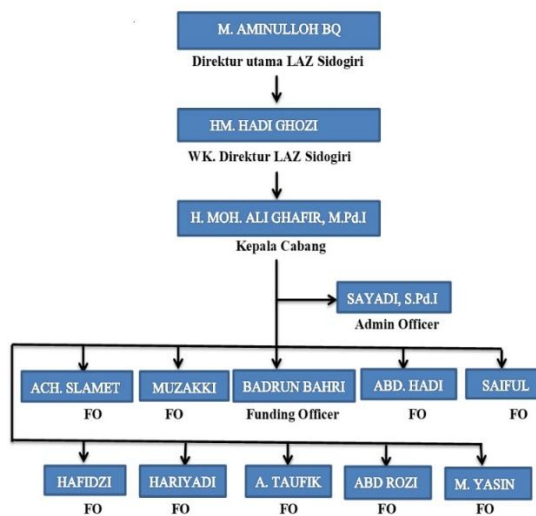 M. AMINULLOH BQ
Direktur utama LAZ Sidogiri
HM. HADI GHOZI
WK. Direktur LAZ Sidogiri
H. MOH. ALI GHAFIR, M.Pd.I
Kepala Cabang
SAYADI, S.Pd.I
Admin Officer
ACH. SLAMET
MUZAKKI
BADRUN BAHRI
ABD. HADI
SAIFUL
FO
FO
Funding Officer
FO
FO
HAFIDZI
HARIYADI
A. TAUFIK
ABD ROZI
M. YASIN
FO
FO
FO
FO
FO